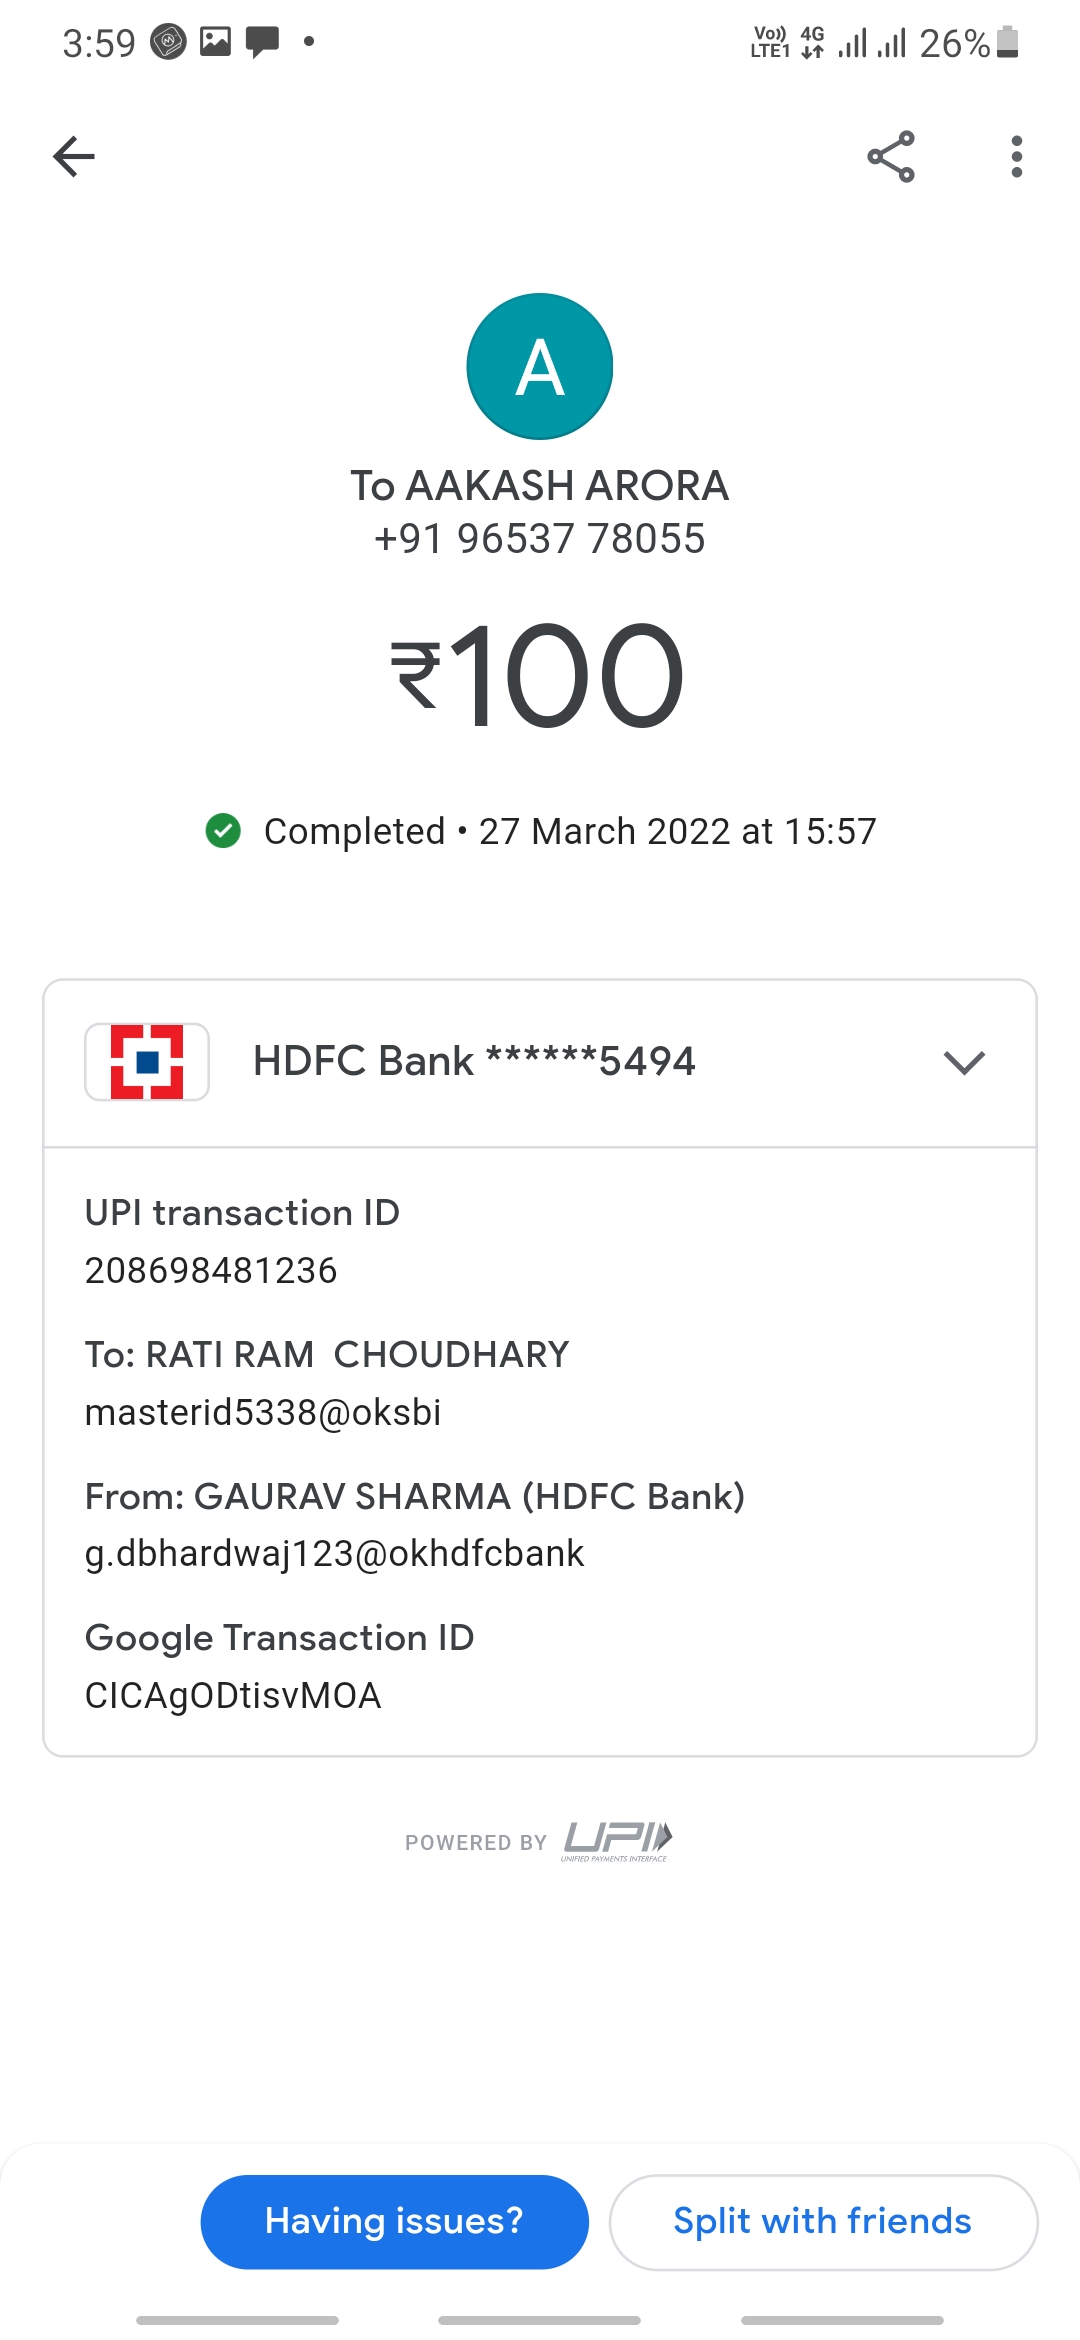 3:59
Vo)) 4G
LTE1
26%
A
To AAKASH ARORA
+91 96537 78055
₹100
Completed • 27 March 2022 at 15:57
HDFC Bank ******5494
UPI transaction ID
208698481236
To: RATI RAM  CHOUDHARY
masterid5338@oksbi
From: GAURAV SHARMA (HDFC Bank)
g.dbhardwaj123@okhdfcbank
Google Transaction ID
CICAgODtisvMOA
POWERED BY UPI
UNIFIED PAYMENTS INTERFACE
Having issues?
Split with friends